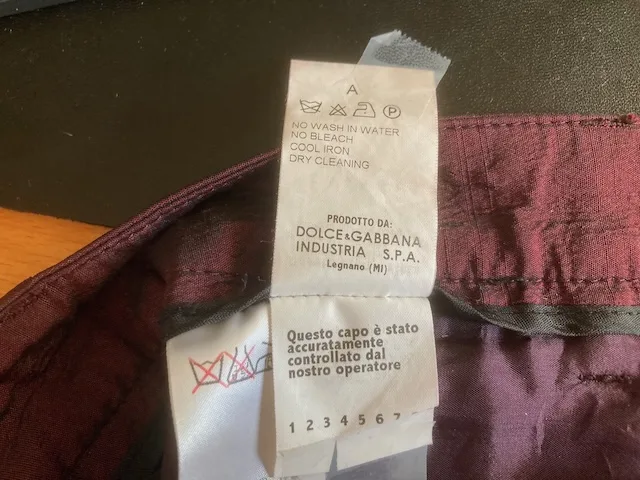 A
P
NO WASH IN WATER
NO BLEACH
COOL IRON
DRY CLEANING
PRODOTTO DA:
DOLCE&GABBANA
INDUSTRIA S.P.A.
Legnano (MI)
Questo capo è stato
accuratamente
controllato dal
nostro operatore
1 2 3 4 5 6 7